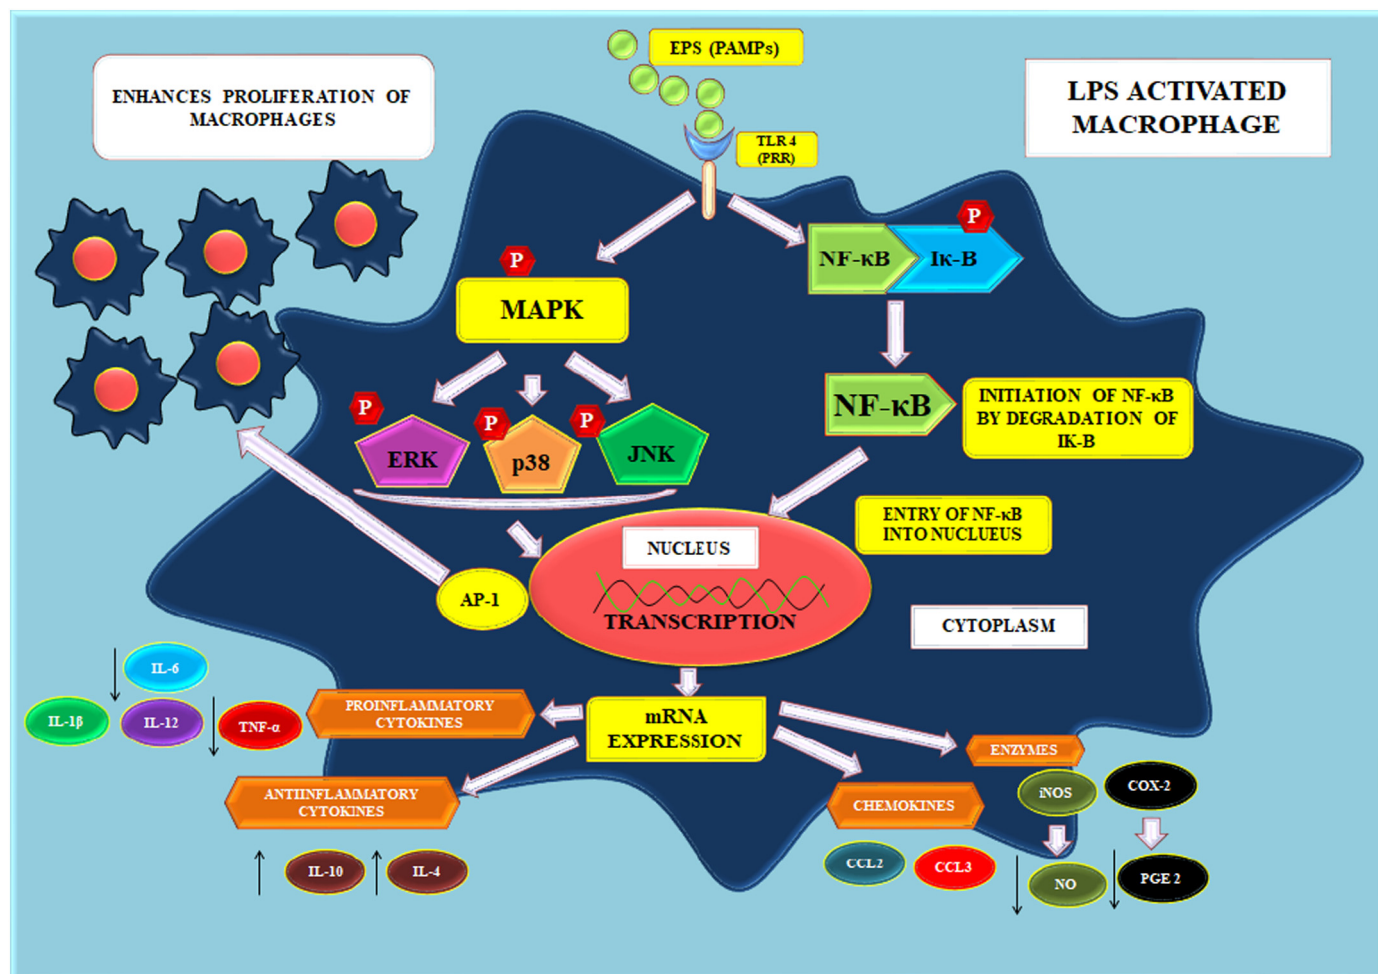 EPS (PAMPs)
ENHANCES PROLIFERATION OF
MACROPHAGES
LPS ACTIVATED
MACROPHAGE
TLR 4
(PRR)
P
NF-κB
Iκ-B
P
MAPK
P
P
P
ERK
p38
JNK
NF-κB
INITIATION OF NF-κB
BY DEGRADATION OF
IK-B
ENTRY OF NF-κB
INTO NUCLUEUS
NUCLEUS
TRANSCRIPTION
AP-1
CYTOPLASM
IL-6
IL-1β
IL-12
TNF-α
PROINFLAMMATORY
CYTOKINES
mRNA
EXPRESSION
ENZYMES
ANTIINFLAMMATORY
CYTOKINES
CHEMOKINES
iNOS
COX-2
IL-10
IL-4
CCL2
CCL3
NO
PGE 2